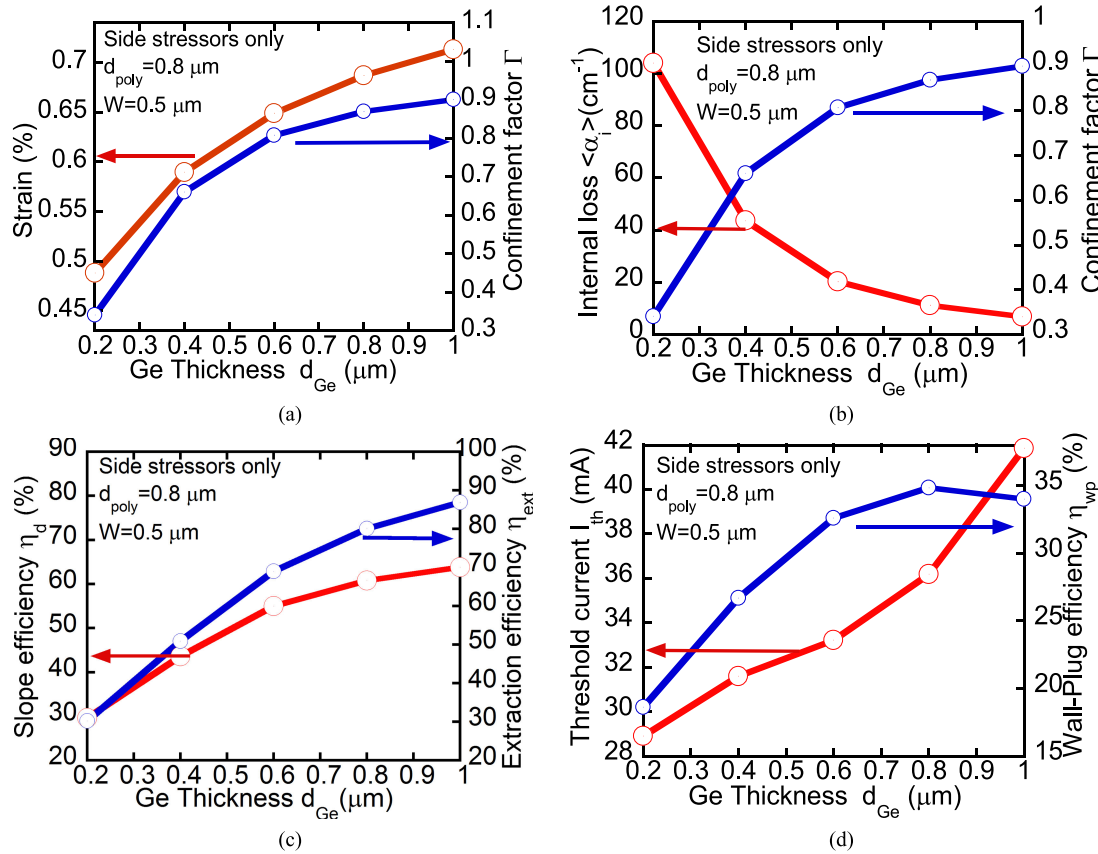 Strain (%)
0.7
0.65
0.6
0.55
0.5
0.45
Side stressors only
d_poly=0.8 μm
W=0.5 μm
1.1
1
0.9
0.8
0.7
0.6
0.5
0.4
0.3
Confinement factor Γ
0.2 0.3 0.4 0.5 0.6 0.7 0.8 0.9 1
Ge Thickness d_Ge (μm)
(a)
Internal loss <α_i>(cm⁻¹)
120
100
80
60
40
20
0
Side stressors only
d_poly=0.8 μm
W=0.5 μm
1
0.9
0.8
0.7
0.6
0.5
0.4
0.3
Confinement factor Γ
0.2 0.3 0.4 0.5 0.6 0.7 0.8 0.9 1
Ge Thickness d_Ge (μm)
(b)
Slope efficiency η_d (%)
90
80
70
60
50
40
30
20
Side stressors only
d_poly=0.8 μm
W=0.5 μm
100
90
80
70
60
50
40
30
20
Extraction efficiency η_ext (%)
0.2 0.3 0.4 0.5 0.6 0.7 0.8 0.9 1
Ge Thickness d_Ge(μm)
(c)
Threshold current I_th (mA)
42
40
38
36
34
32
30
28
Side stressors only
d_poly=0.8 μm
W=0.5 μm
35
30
25
20
15
Wall-Plug efficiency η_wp (%)
0.2 0.3 0.4 0.5 0.6 0.7 0.8 0.9 1
Ge Thickness d_Ge (μm)
(d)